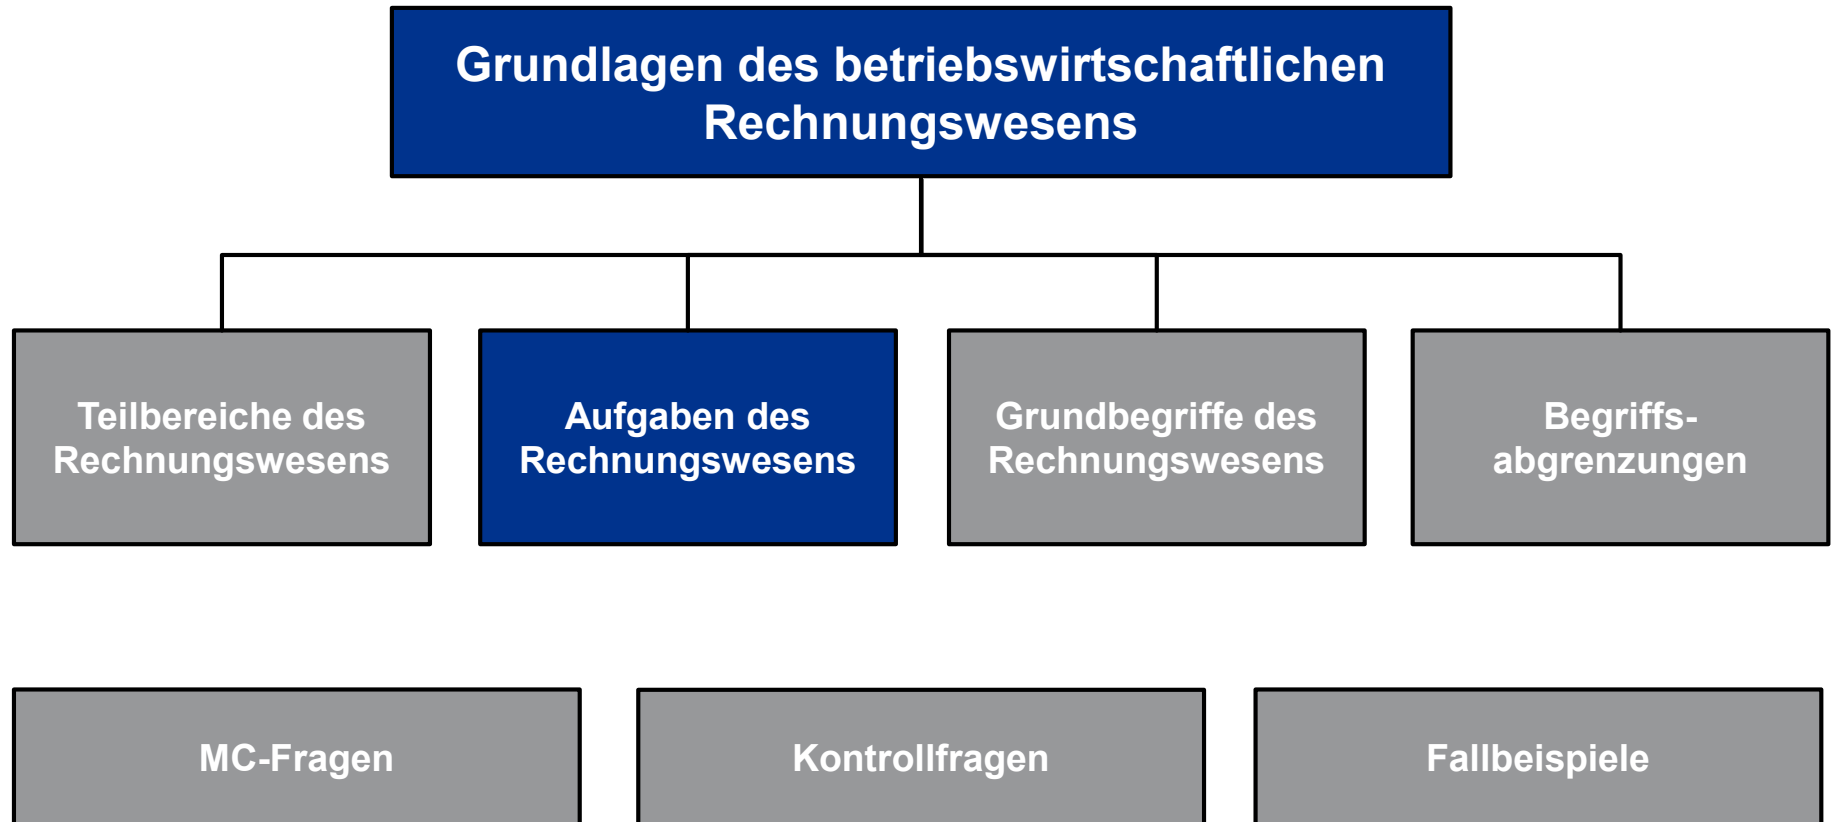 Grundlagen des betriebswirtschaftlichen
Rechnungswesens
Teilbereiche des
Rechnungswesens
Aufgaben des
Rechnungswesens
Grundbegriffe des
Rechnungswesens
Begriffs-
abgrenzungen
MC-Fragen
Kontrollfragen
Fallbeispiele